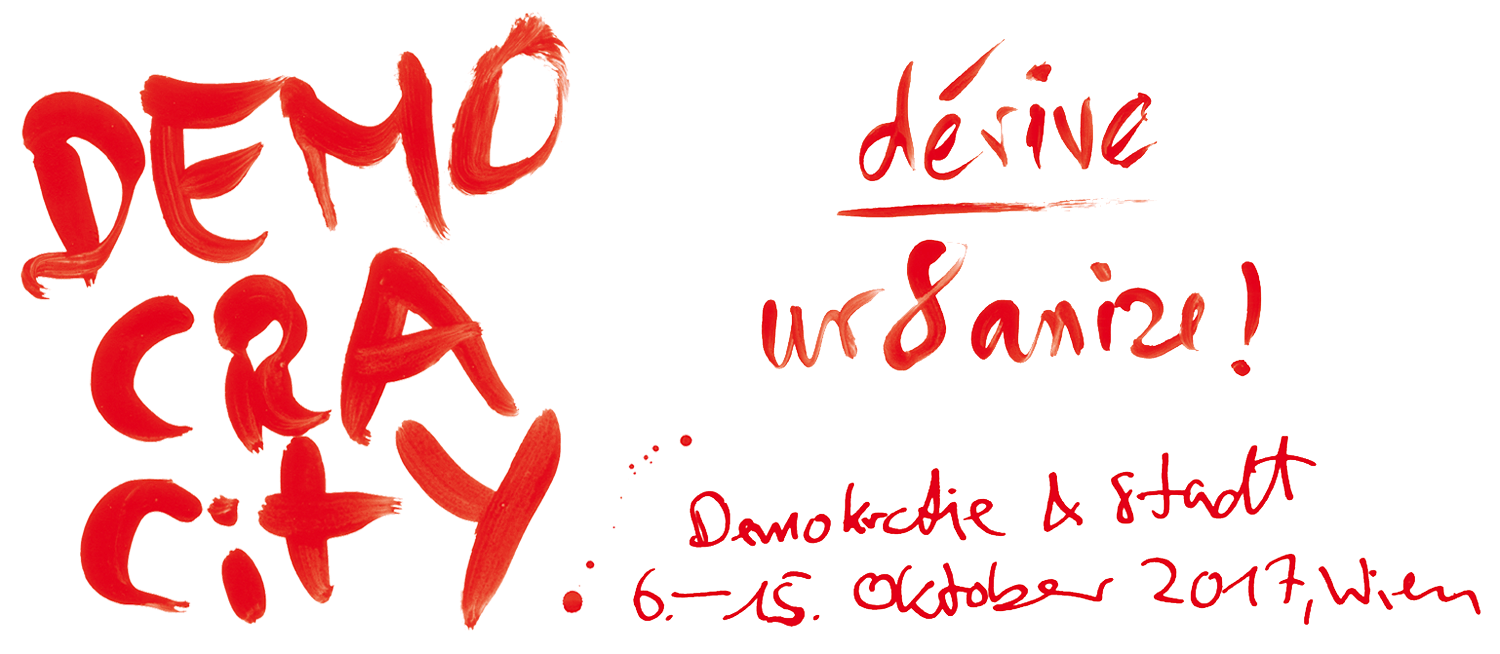 DEMO
CRA
CitY
dérive
urbanize!
Demokratie & Stadt
6.–15. Oktober 2017, Wien